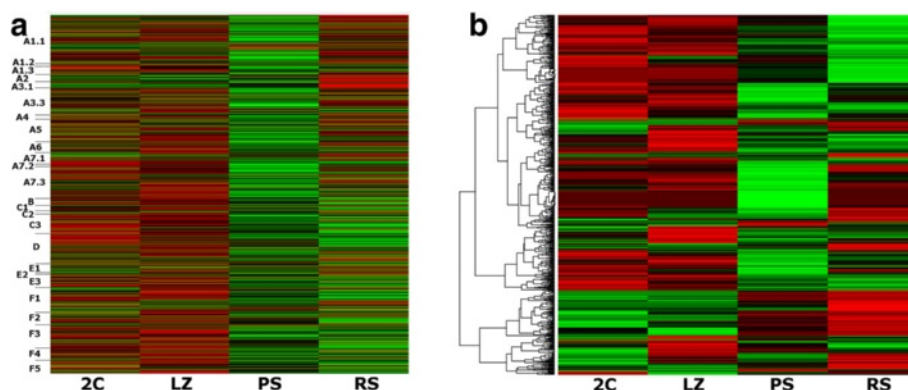 a
b
A1.1
A1.2
A1.3
A2
A3.1
A3.3
A4
A5
A6
A7.1
A7.2
A7.3
B
C1
C2
C3
D
E1
E2
E3
F1
F2
F3
F4
F5
2C LZ PS RS
2C LZ PS RS